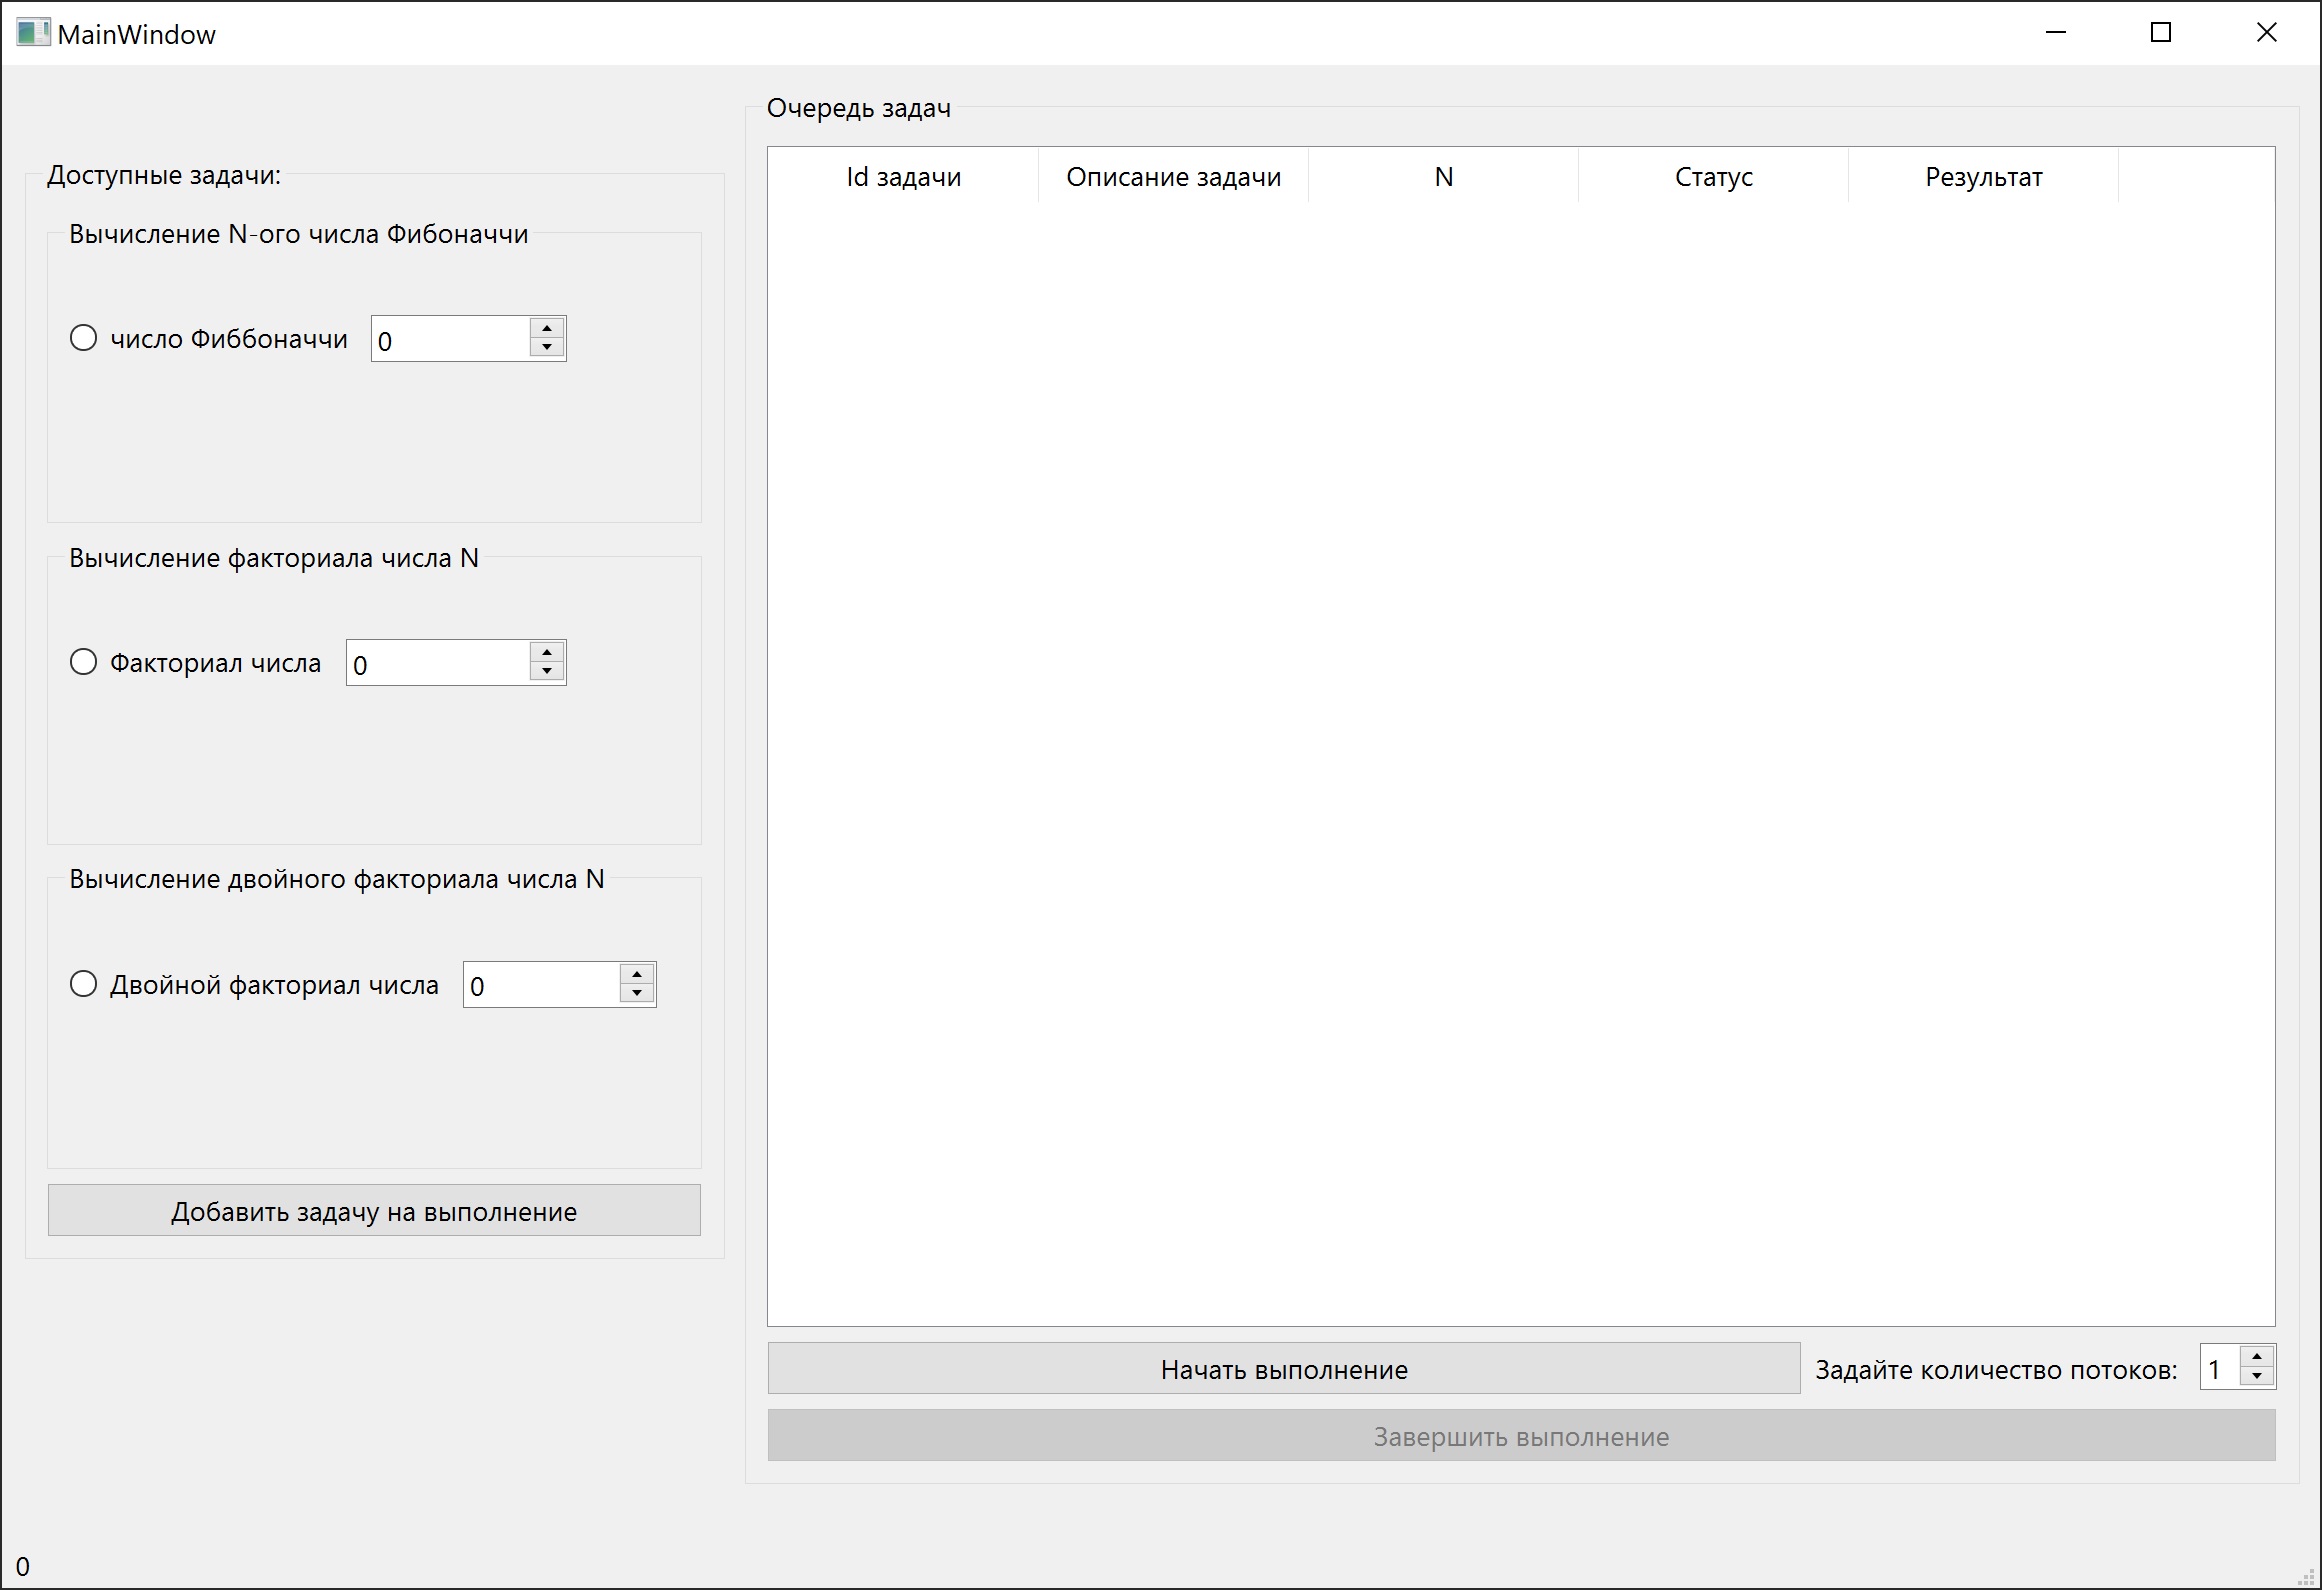 MainWindow
Доступные задачи:
Вычисление N-ого числа Фибоначчи
число Фиббоначчи 0
Вычисление факториала числа N
Факториал числа 0
Вычисление двойного факториала числа N
Двойной факториал числа 0
Добавить задачу на выполнение
Очередь задач
Id задачи Описание задачи N Статус Результат
Начать выполнение Задайте количество потоков: 1
Завершить выполнение
0